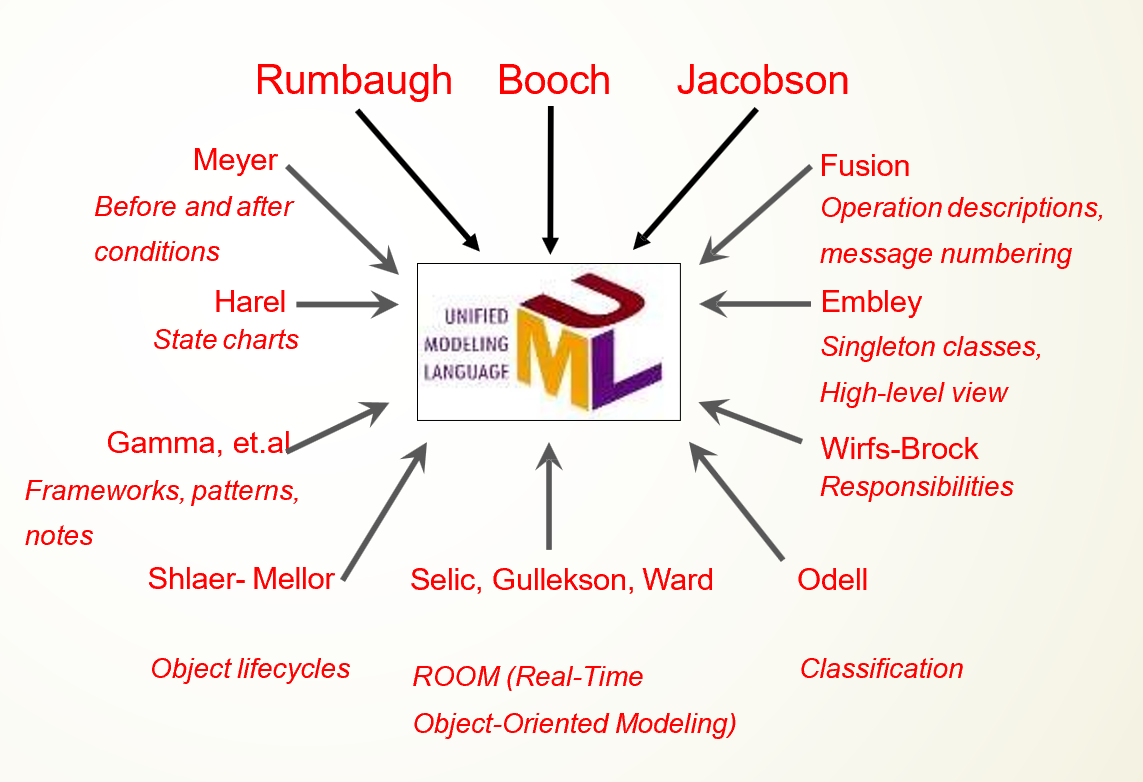 Rumbaugh Booch Jacobson
Meyer
Before and after
conditions
Fusion
Operation descriptions,
message numbering
Harel
State charts
UNIFIED
MODELING
LANGUAGE
UML
Embley
Singleton classes,
High-level view
Gamma, et.al
Frameworks, patterns,
notes
Wirfs-Brock
Responsibilities
Shlaer- Mellor
Object lifecycles
Selic, Gullekson, Ward
ROOM (Real-Time
Object-Oriented Modeling)
Odell
Classification